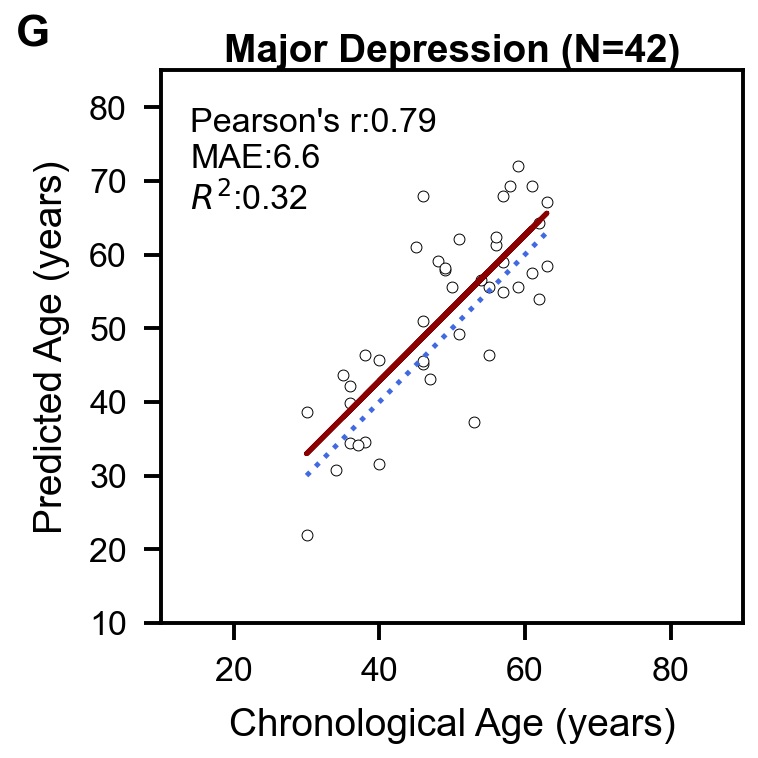 G
Major Depression (N=42)
Pearson's r:0.79
MAE:6.6
R²:0.32
80
70
60
50
40
30
20
10
Predicted Age (years)
20 40 60 80
Chronological Age (years)